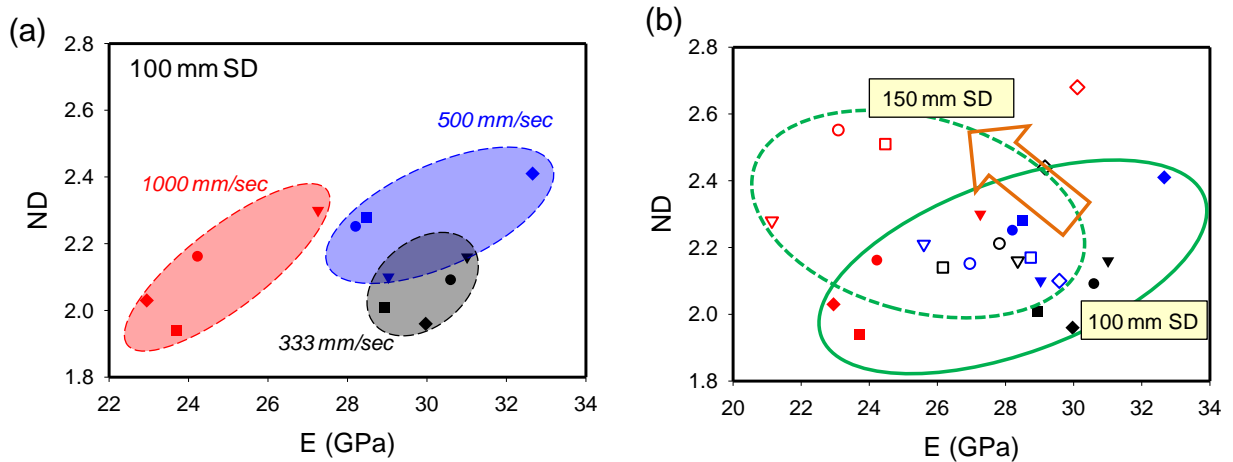 (a)
2.8
2.6
2.4
2.2
2.0
1.8
ND
100 mm SD
500 mm/sec
1000 mm/sec
333 mm/sec
22 24 26 28 30 32 34
E (GPa)
(b)
2.8
2.6
2.4
2.2
2.0
1.8
ND
150 mm SD
100 mm SD
20 22 24 26 28 30 32 34
E (GPa)